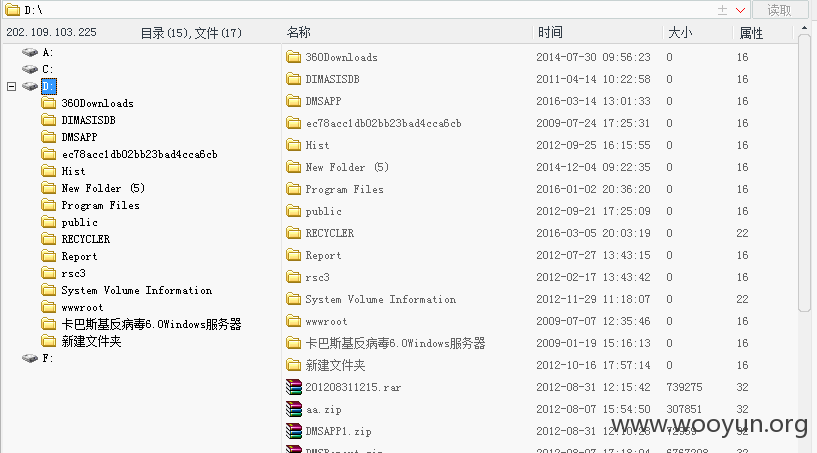 D:\ 读取
202.109.103.225 目录(15),文件(17) 名称 时间 大小 属性
A:
C:
D:
360Downloads
DIMASISDB
DMSAPP
ec78acc1db02bb23bad4cca6cb
Hist
New Folder (5)
Program Files
public
RECYCLER
Report
rsc3
System Volume Information
wwwroot
卡巴斯基反病毒6.0Windows服务器
新建文件夹
F:
360Downloads 2014-07-30 09:56:23 0 16
DIMASISDB 2011-04-14 10:22:58 0 16
DMSAPP 2016-03-14 13:01:33 0 16
ec78acc1db02bb23bad4cca6cb 2009-07-24 17:25:31 0 16
Hist 2012-09-25 16:15:55 0 16
New Folder (5) 2014-12-04 09:22:35 0 16
Program Files 2016-01-02 20:36:20 0 16
public 2012-09-21 17:25:09 0 16
RECYCLER 2016-03-05 20:03:19 0 22
Report 2012-07-27 13:43:15 0 16
rsc3 2012-02-17 13:43:42 0 16
System Volume Information 2012-11-29 11:18:07 0 22
wwwroot 2009-07-07 12:35:46 0 16
卡巴斯基反病毒6.0Windows服务器 2009-01-19 15:16:13 0 16
新建文件夹 2012-10-16 17:57:14 0 16
201208311215.rar 2012-08-31 12:15:42 739275 32
aa.zip 2012-08-07 15:54:50 307851 32
DMSAPP1.zip 2012-08-31 12:10:28 72959 32
www.wooyun.org